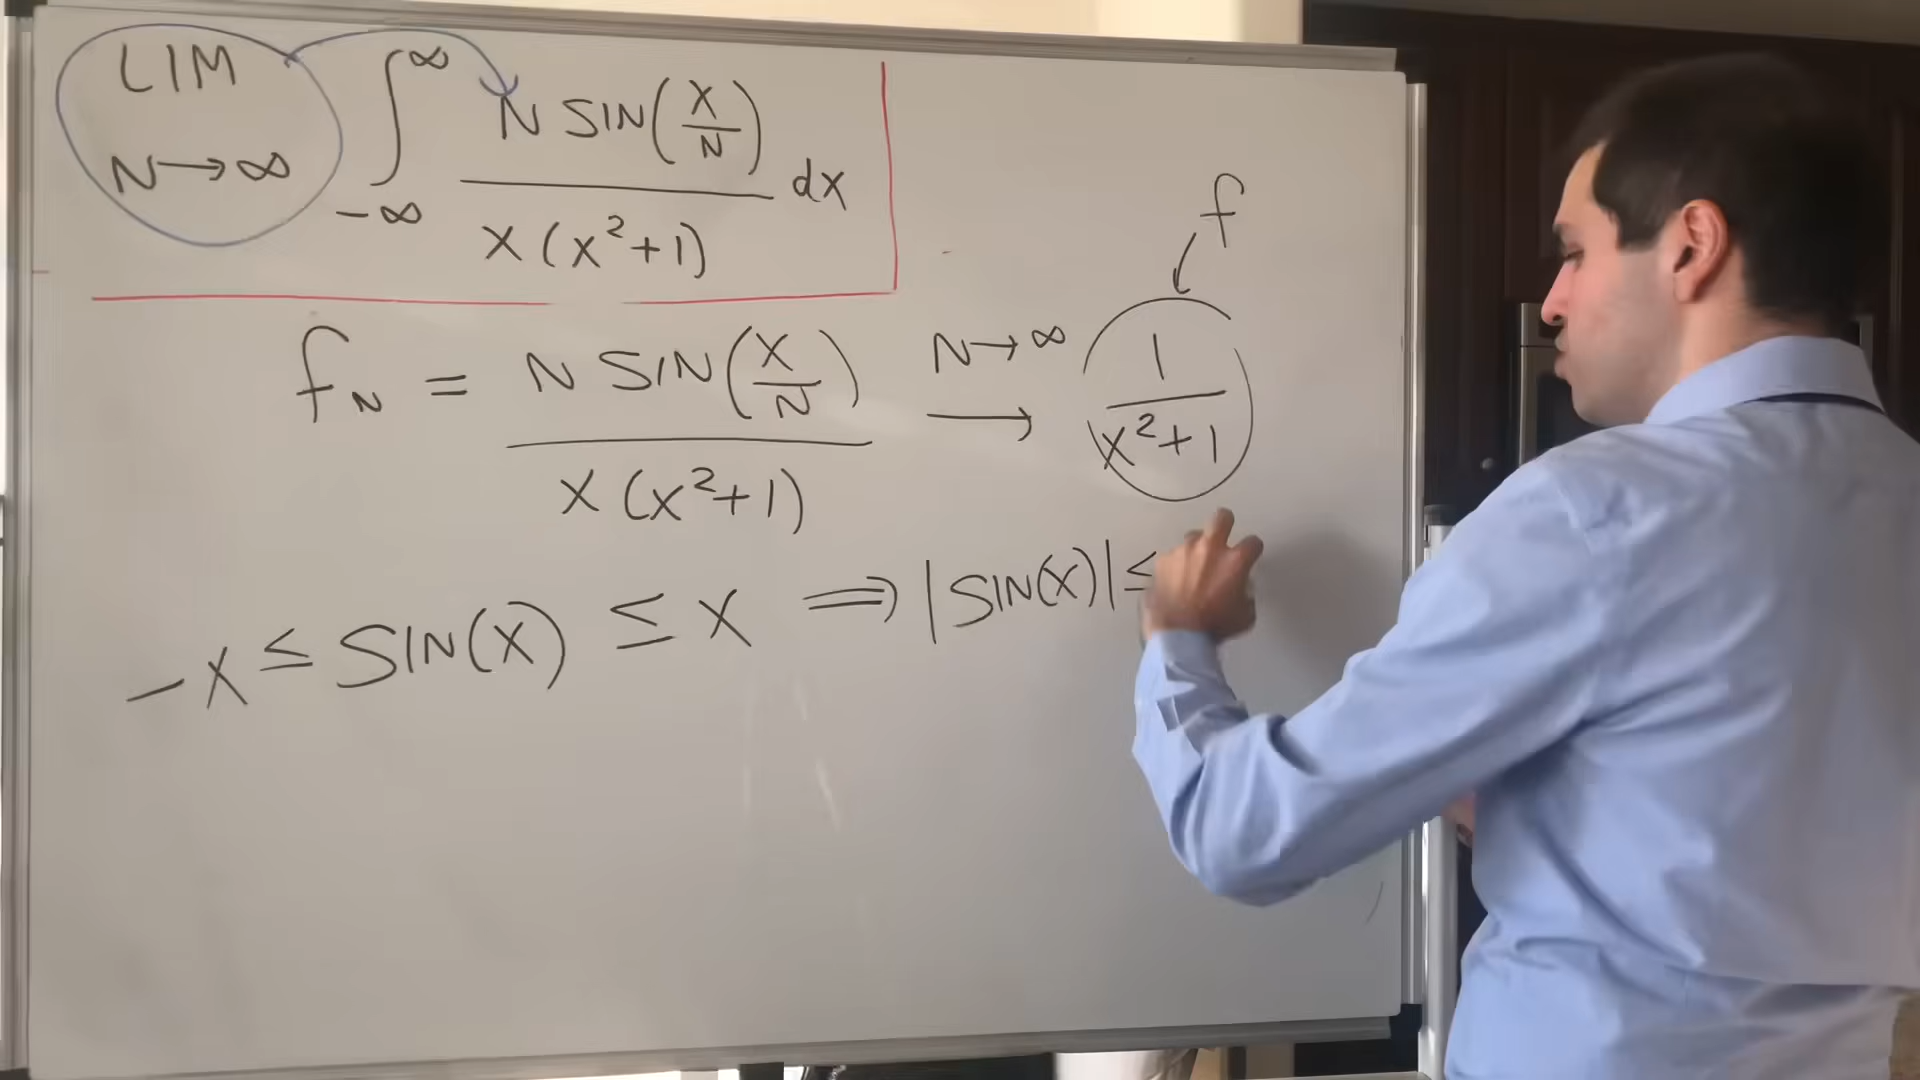 LIM N→∞ ∫_{-∞}^{∞} N SIN(X/N) / X(X²+1) dX
f
f_N = N SIN(X/N) / X(X²+1) N→∞ → 1/(X²+1)
-X ≤ SIN(X) ≤ X ⟹ |SIN(X)| ≤